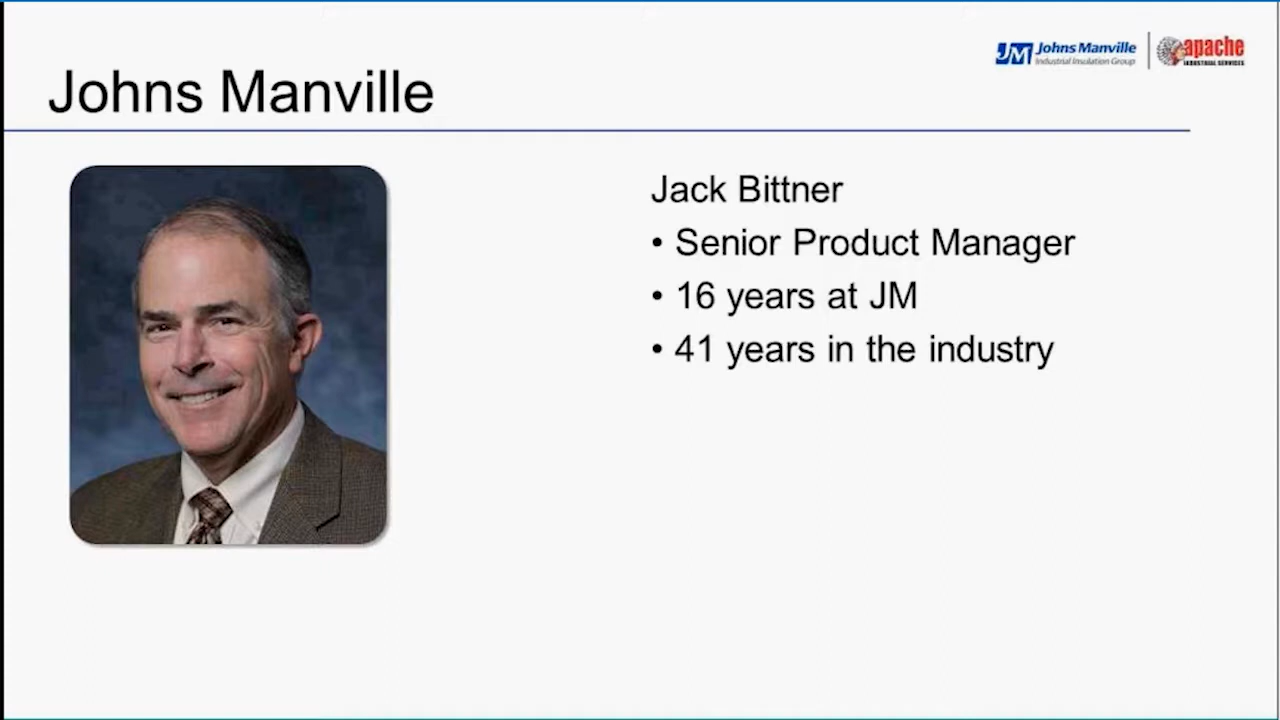 JM Johns Manville
Industrial Insulation Group
apache
INDUSTRIAL SERVICES
Johns Manville
Jack Bittner
• Senior Product Manager
• 16 years at JM
• 41 years in the industry